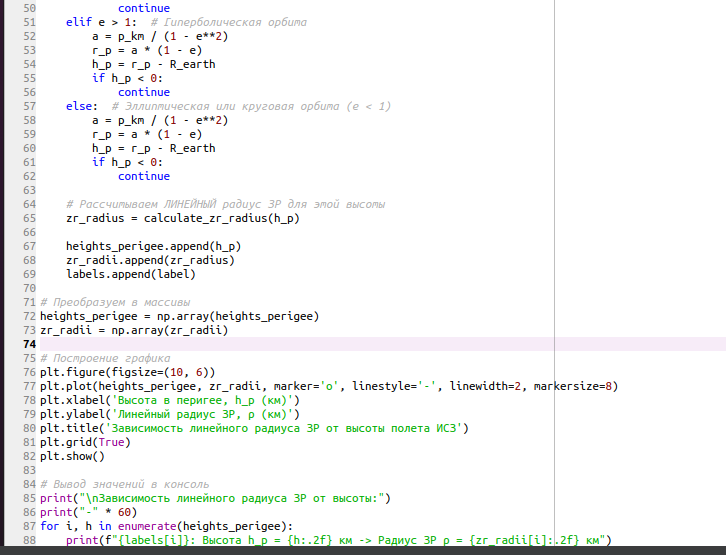 50             continue
51     elif e > 1:  # Гиперболическая орбита
52         a = p_km / (1 - e**2)
53         r_p = a * (1 - e)
54         h_p = r_p - R_earth
55         if h_p < 0:
56             continue
57     else:  # Эллиптическая или круговая орбита (e < 1)
58         a = p_km / (1 - e**2)
59         r_p = a * (1 - e)
60         h_p = r_p - R_earth
61         if h_p < 0:
62             continue
63
64     # Рассчитываем ЛИНЕЙНЫЙ радиус ЗР для этой высоты
65     zr_radius = calculate_zr_radius(h_p)
66
67     heights_perigee.append(h_p)
68     zr_radii.append(zr_radius)
69     labels.append(label)
70
71 # Преобразуем в массивы
72 heights_perigee = np.array(heights_perigee)
73 zr_radii = np.array(zr_radii)
74
75 # Построение графика
76 plt.figure(figsize=(10, 6))
77 plt.plot(heights_perigee, zr_radii, marker='o', linestyle='-', linewidth=2, markersize=8)
78 plt.xlabel('Высота в перигее, h_p (км)')
79 plt.ylabel('Линейный радиус ЗР, ρ (км)')
80 plt.title('Зависимость линейного радиуса ЗР от высоты полета ИСЗ')
81 plt.grid(True)
82 plt.show()
83
84 # Вывод значений в консоль
85 print("\nЗависимость линейного радиуса ЗР от высоты:")
86 print("-" * 60)
87 for i, h in enumerate(heights_perigee):
88     print(f"{labels[i]}: Высота h_p = {h:.2f} км -> Радиус ЗР ρ = {zr_radii[i]:.2f} км")